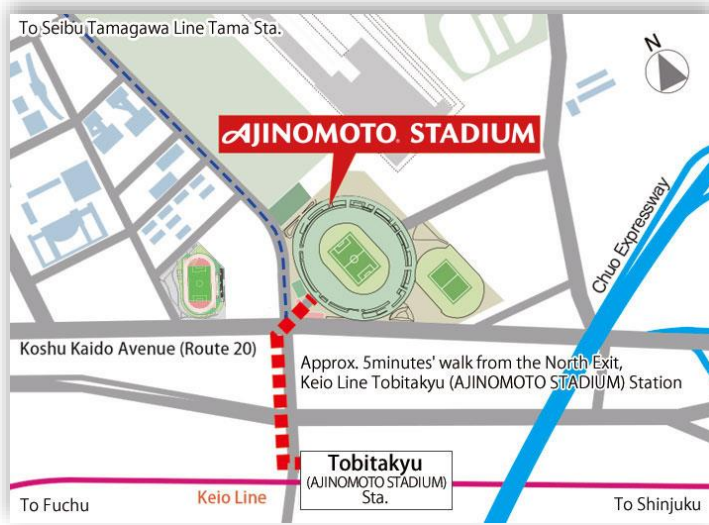 To Seibu Tamagawa Line Tama Sta.
N
AJINOMOTO. STADIUM
Chuo Expressway
Koshu Kaido Avenue (Route 20)
Approx. 5minutes' walk from the North Exit,
Keio Line Tobitakyu (AJINOMOTO STADIUM) Station
Tobitakyu
(AJINOMOTO STADIUM)
Sta.
To Fuchu
Keio Line
To Shinjuku